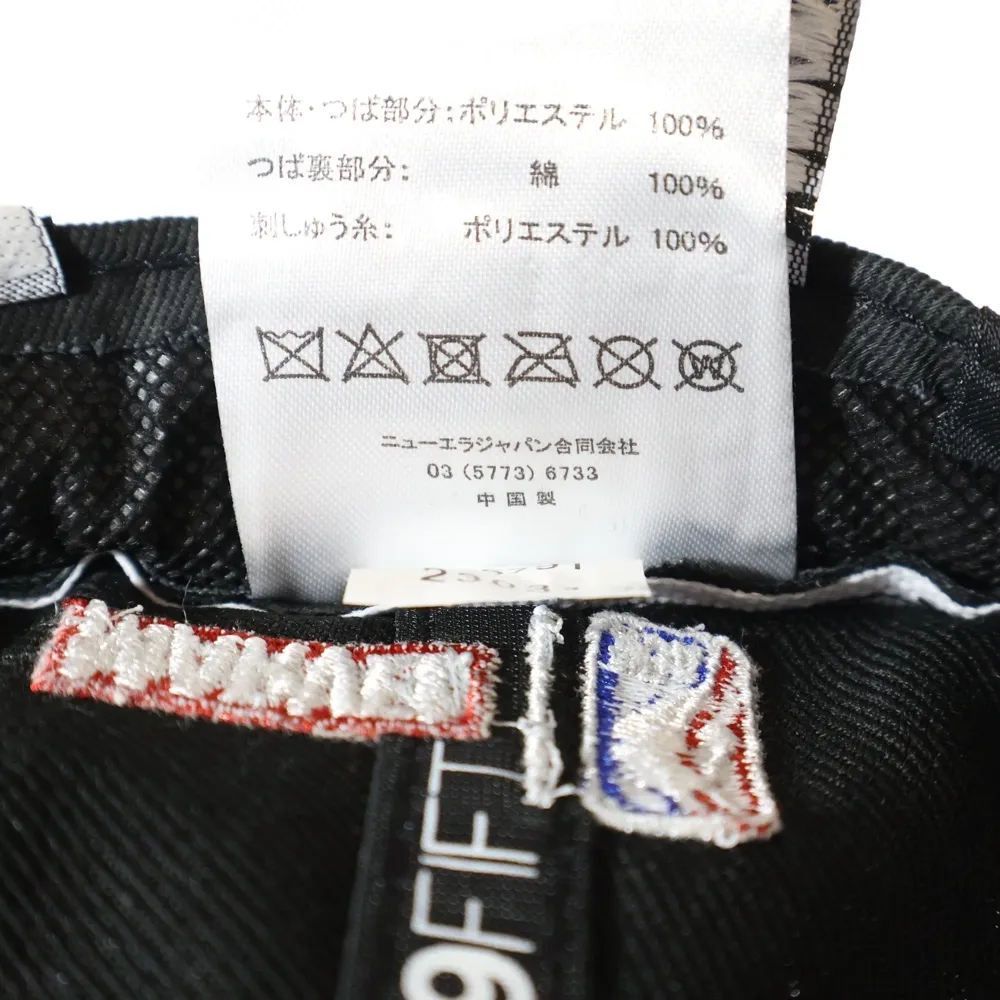 本体・つば部分:ポリエステル 100%
つば裏部分: 綿 100%
刺しゅう糸: ポリエステル 100%
ニューエラジャパン合同会社
03 (5773) 6733
中国製
9FIFT